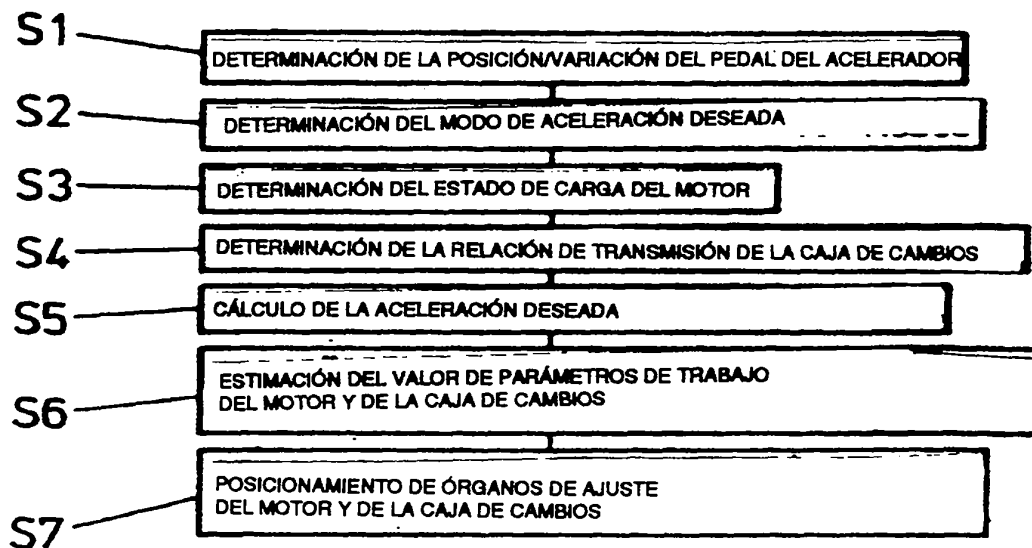 S1
DETERMINACIÓN DE LA POSICIÓN/VARIACIÓN DEL PEDAL DEL ACELERADOR
S2
DETERMINACIÓN DEL MODO DE ACELERACIÓN DESEADA
S3
DETERMINACIÓN DEL ESTADO DE CARGA DEL MOTOR
S4
DETERMINACIÓN DE LA RELACIÓN DE TRANSMISIÓN DE LA CAJA DE CAMBIOS
S5
CÁLCULO DE LA ACELERACIÓN DESEADA
S6
ESTIMACIÓN DEL VALOR DE PARÁMETROS DE TRABAJO
DEL MOTOR Y DE LA CAJA DE CAMBIOS
S7
POSICIONAMIENTO DE ÓRGANOS DE AJUSTE
DEL MOTOR Y DE LA CAJA DE CAMBIOS